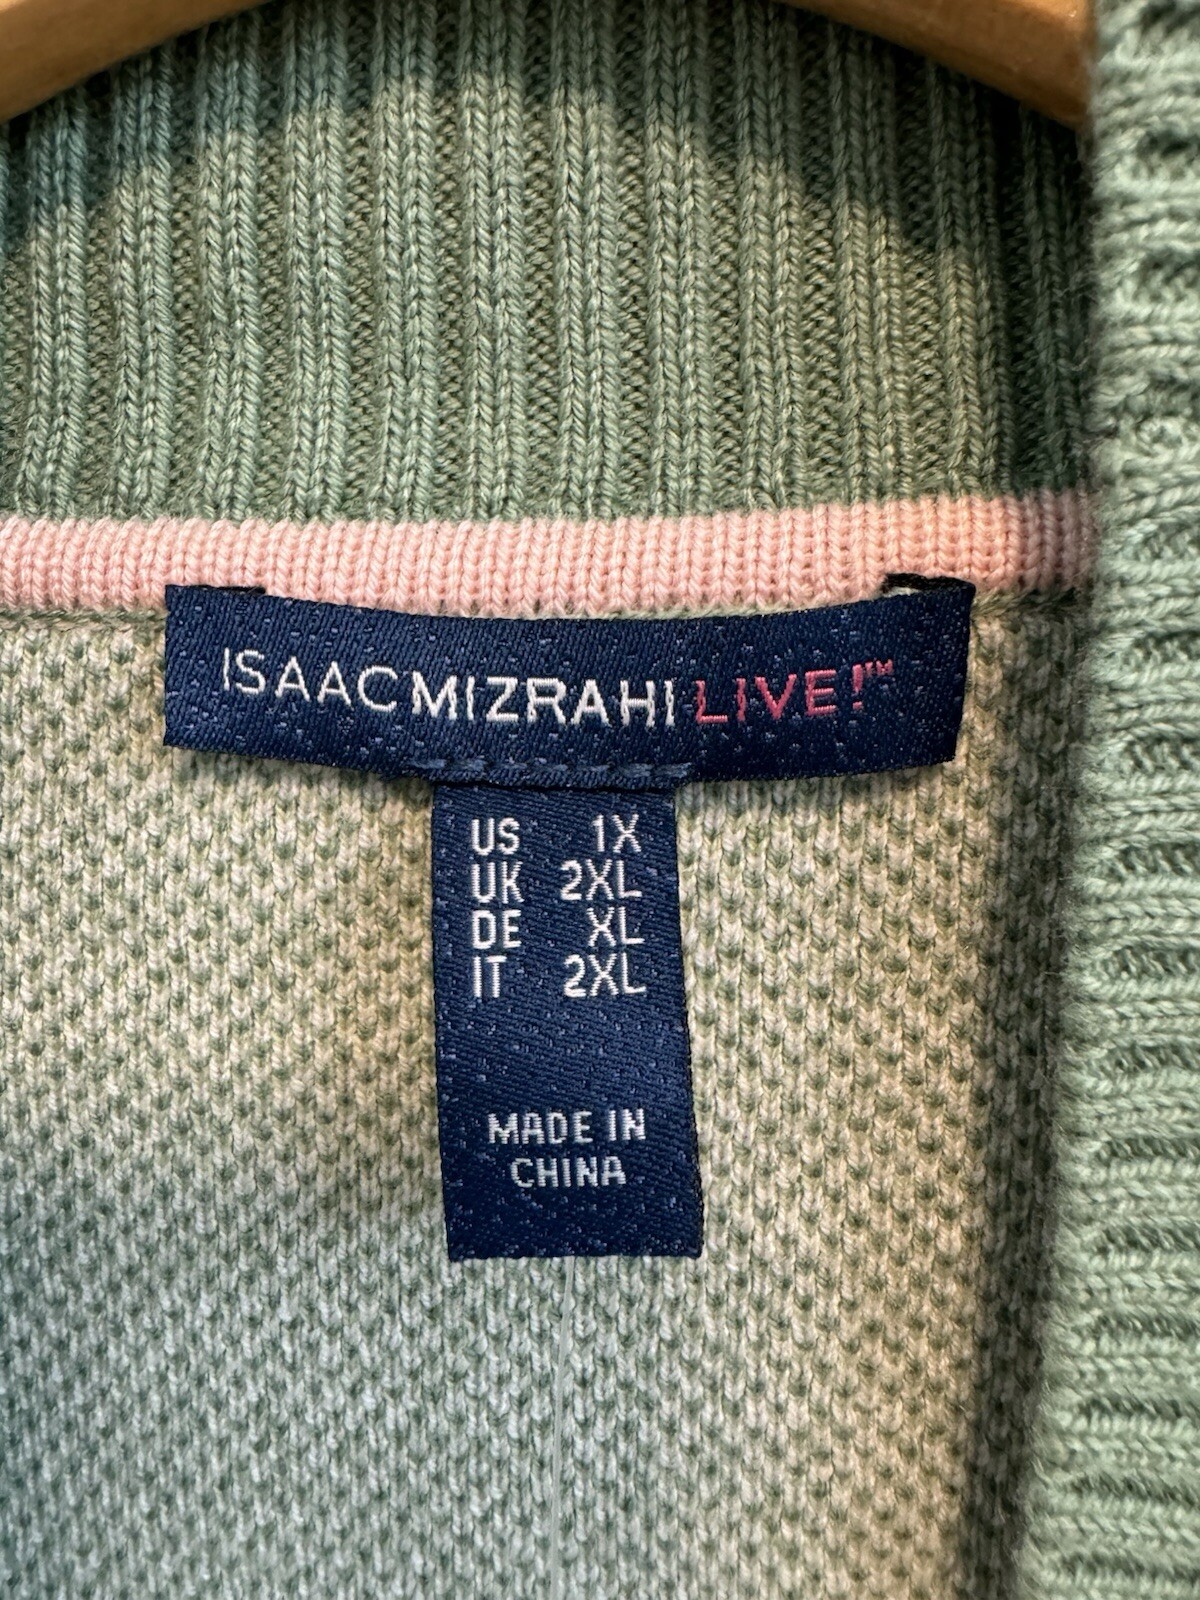 ISAACMIZRAHILIVE!™
US 1X
UK 2XL
DE XL
IT 2XL
MADE IN
CHINA